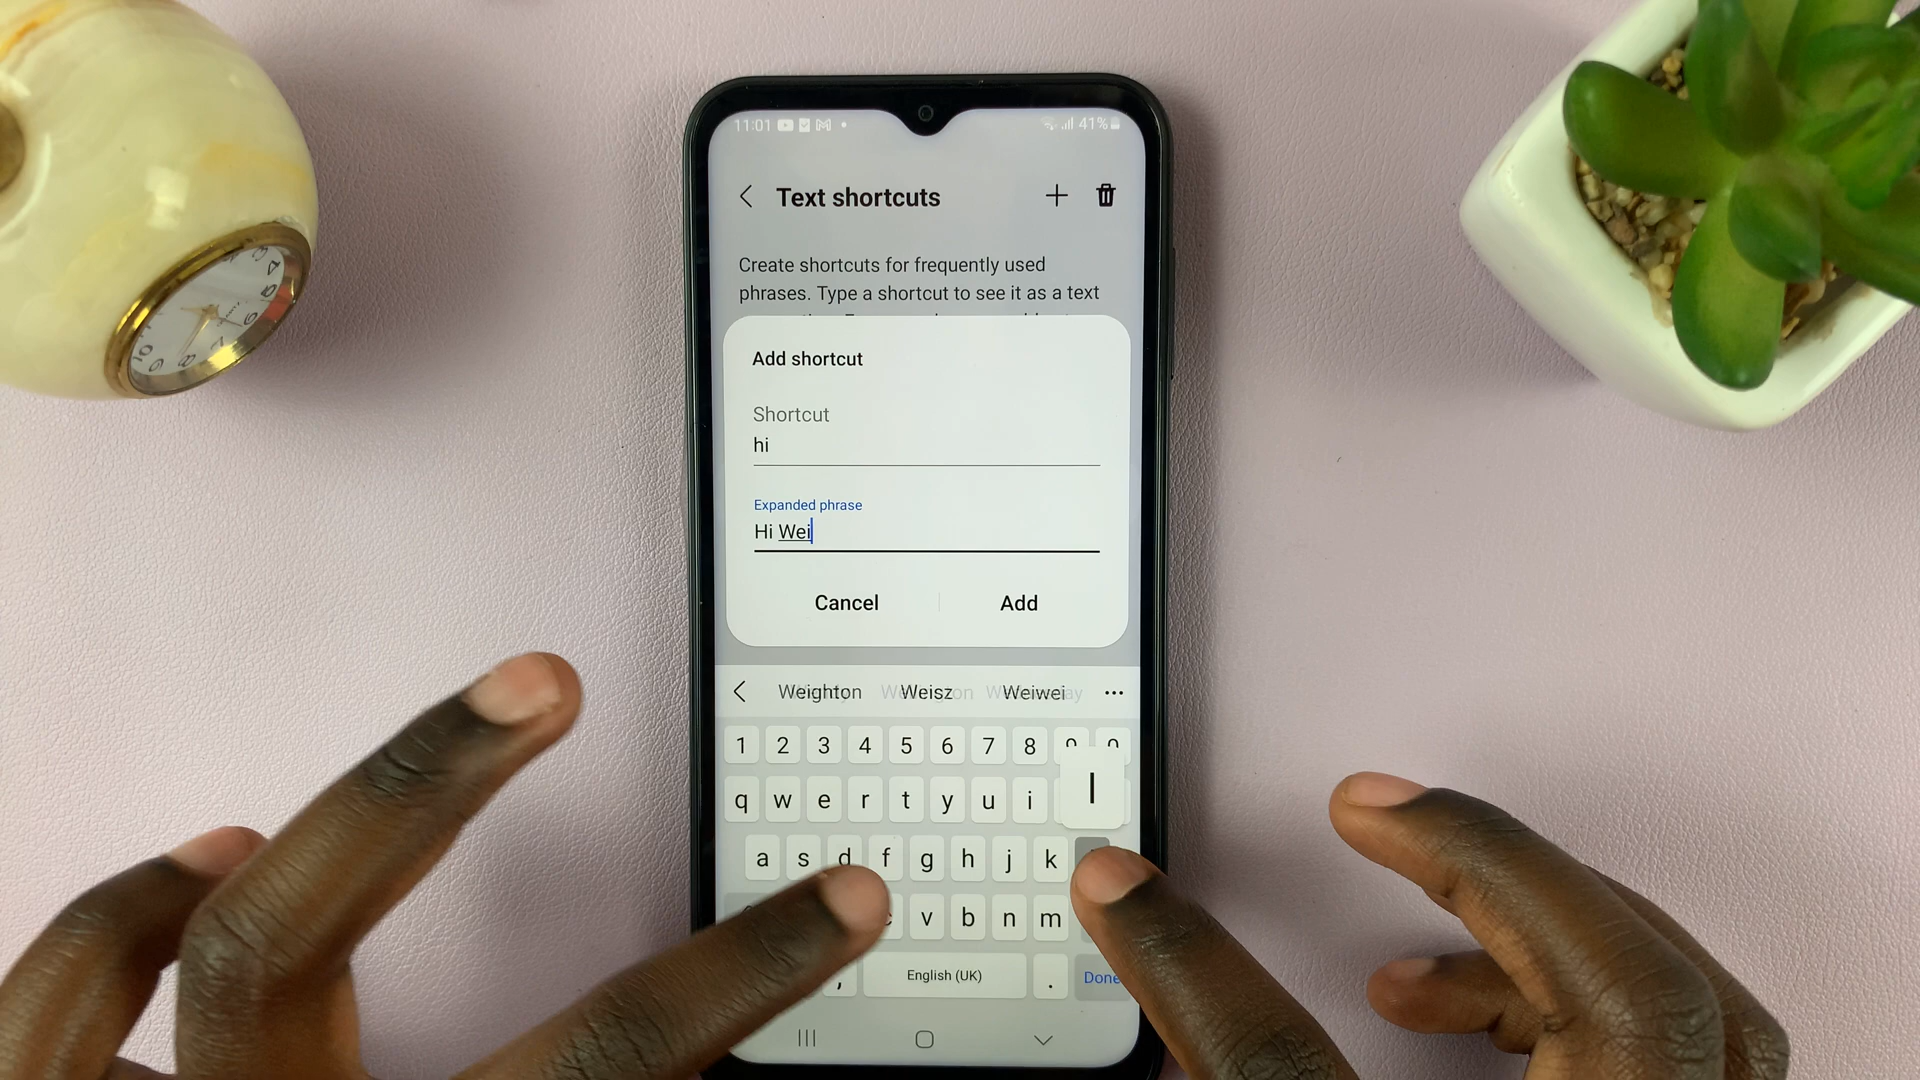 11:01
41%
Text shortcuts
Create shortcuts for frequently used
phrases. Type a shortcut to see it as a text
Add shortcut
Shortcut
hi
Expanded phrase
Hi Wei
Cancel
Add
Weighton Weisz Weiwei
1 2 3 4 5 6 7 8
q w e r t y u i
l
a s d f g h j k
c v b n m
, English (UK) . Done